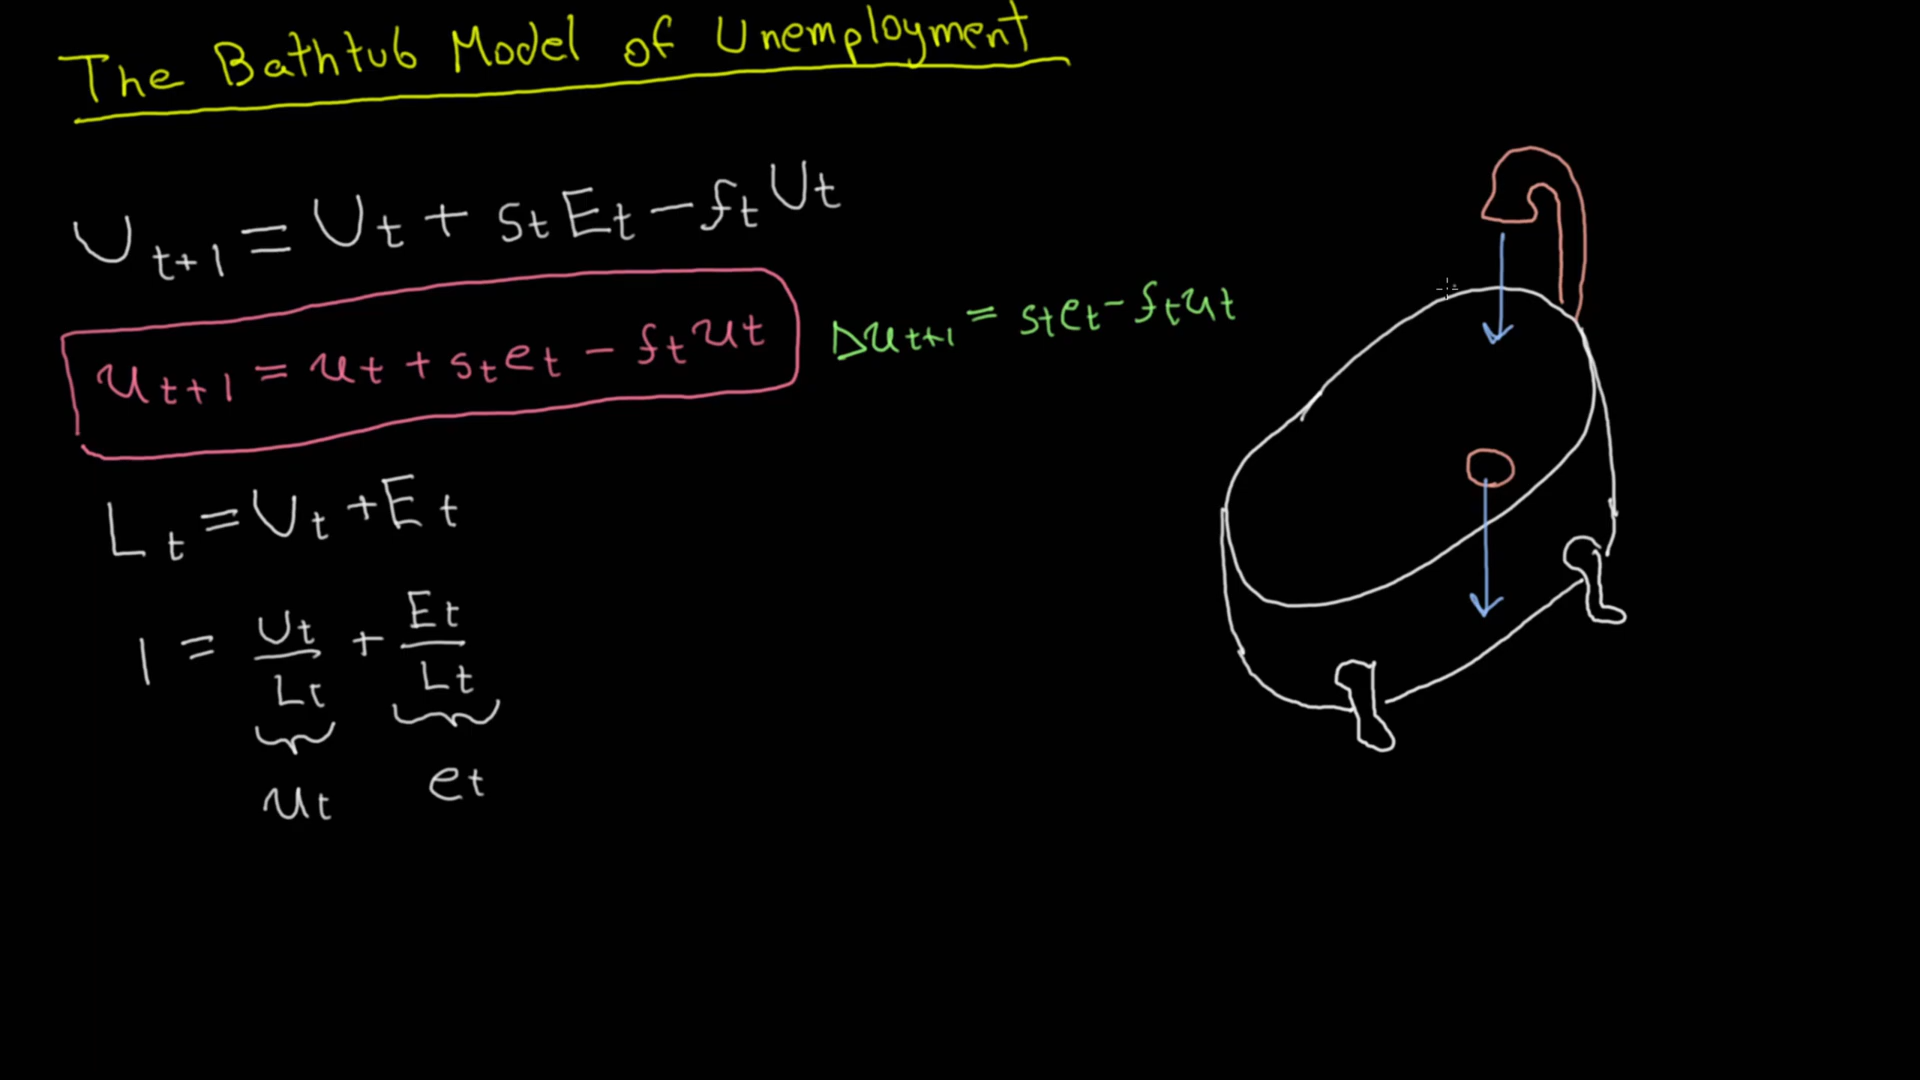 The Bathtub Model of Unemployment
U_{t+1} = U_t + s_t E_t - f_t U_t
u_{t+1} = u_t + s_t e_t - f_t u_t
Δu_{t+1} = s_t e_t - f_t u_t
L_t = U_t + E_t
1 = U_t/L_t + E_t/L_t
u_t e_t